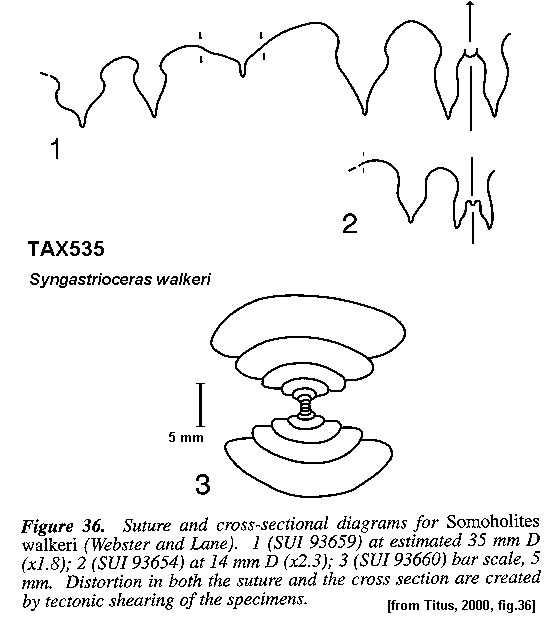 1
2
TAX535
Syngastrioceras walkeri
5 mm
3
Figure 36. Suture and cross-sectional diagrams for Somoholites
walkeri (Webster and Lane). 1 (SUI 93659) at estimated 35 mm D
(x1.8); 2 (SUI 93654) at 14 mm D (x2.3); 3 (SUI 93660) bar scale, 5
mm. Distortion in both the suture and the cross section are created
by tectonic shearing of the specimens.
[from Titus, 2000, fig.36]